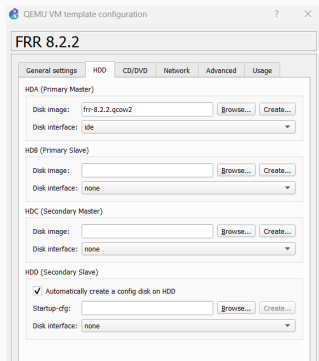 QEMU VM template configuration ? ×
FRR 8.2.2
General settings HDD CD/DVD Network Advanced Usage
HDA (Primary Master)
Disk image: frr-8.2.2.qcow2 Browse... Create...
Disk interface: ide
HDB (Primary Slave)
Disk image: Browse... Create...
Disk interface: none
HDC (Secondary Master)
Disk image: Browse... Create...
Disk interface: none
HDD (Secondary Slave)
Automatically create a config disk on HDD
Startup-cfg: Browse... Create...
Disk interface: none